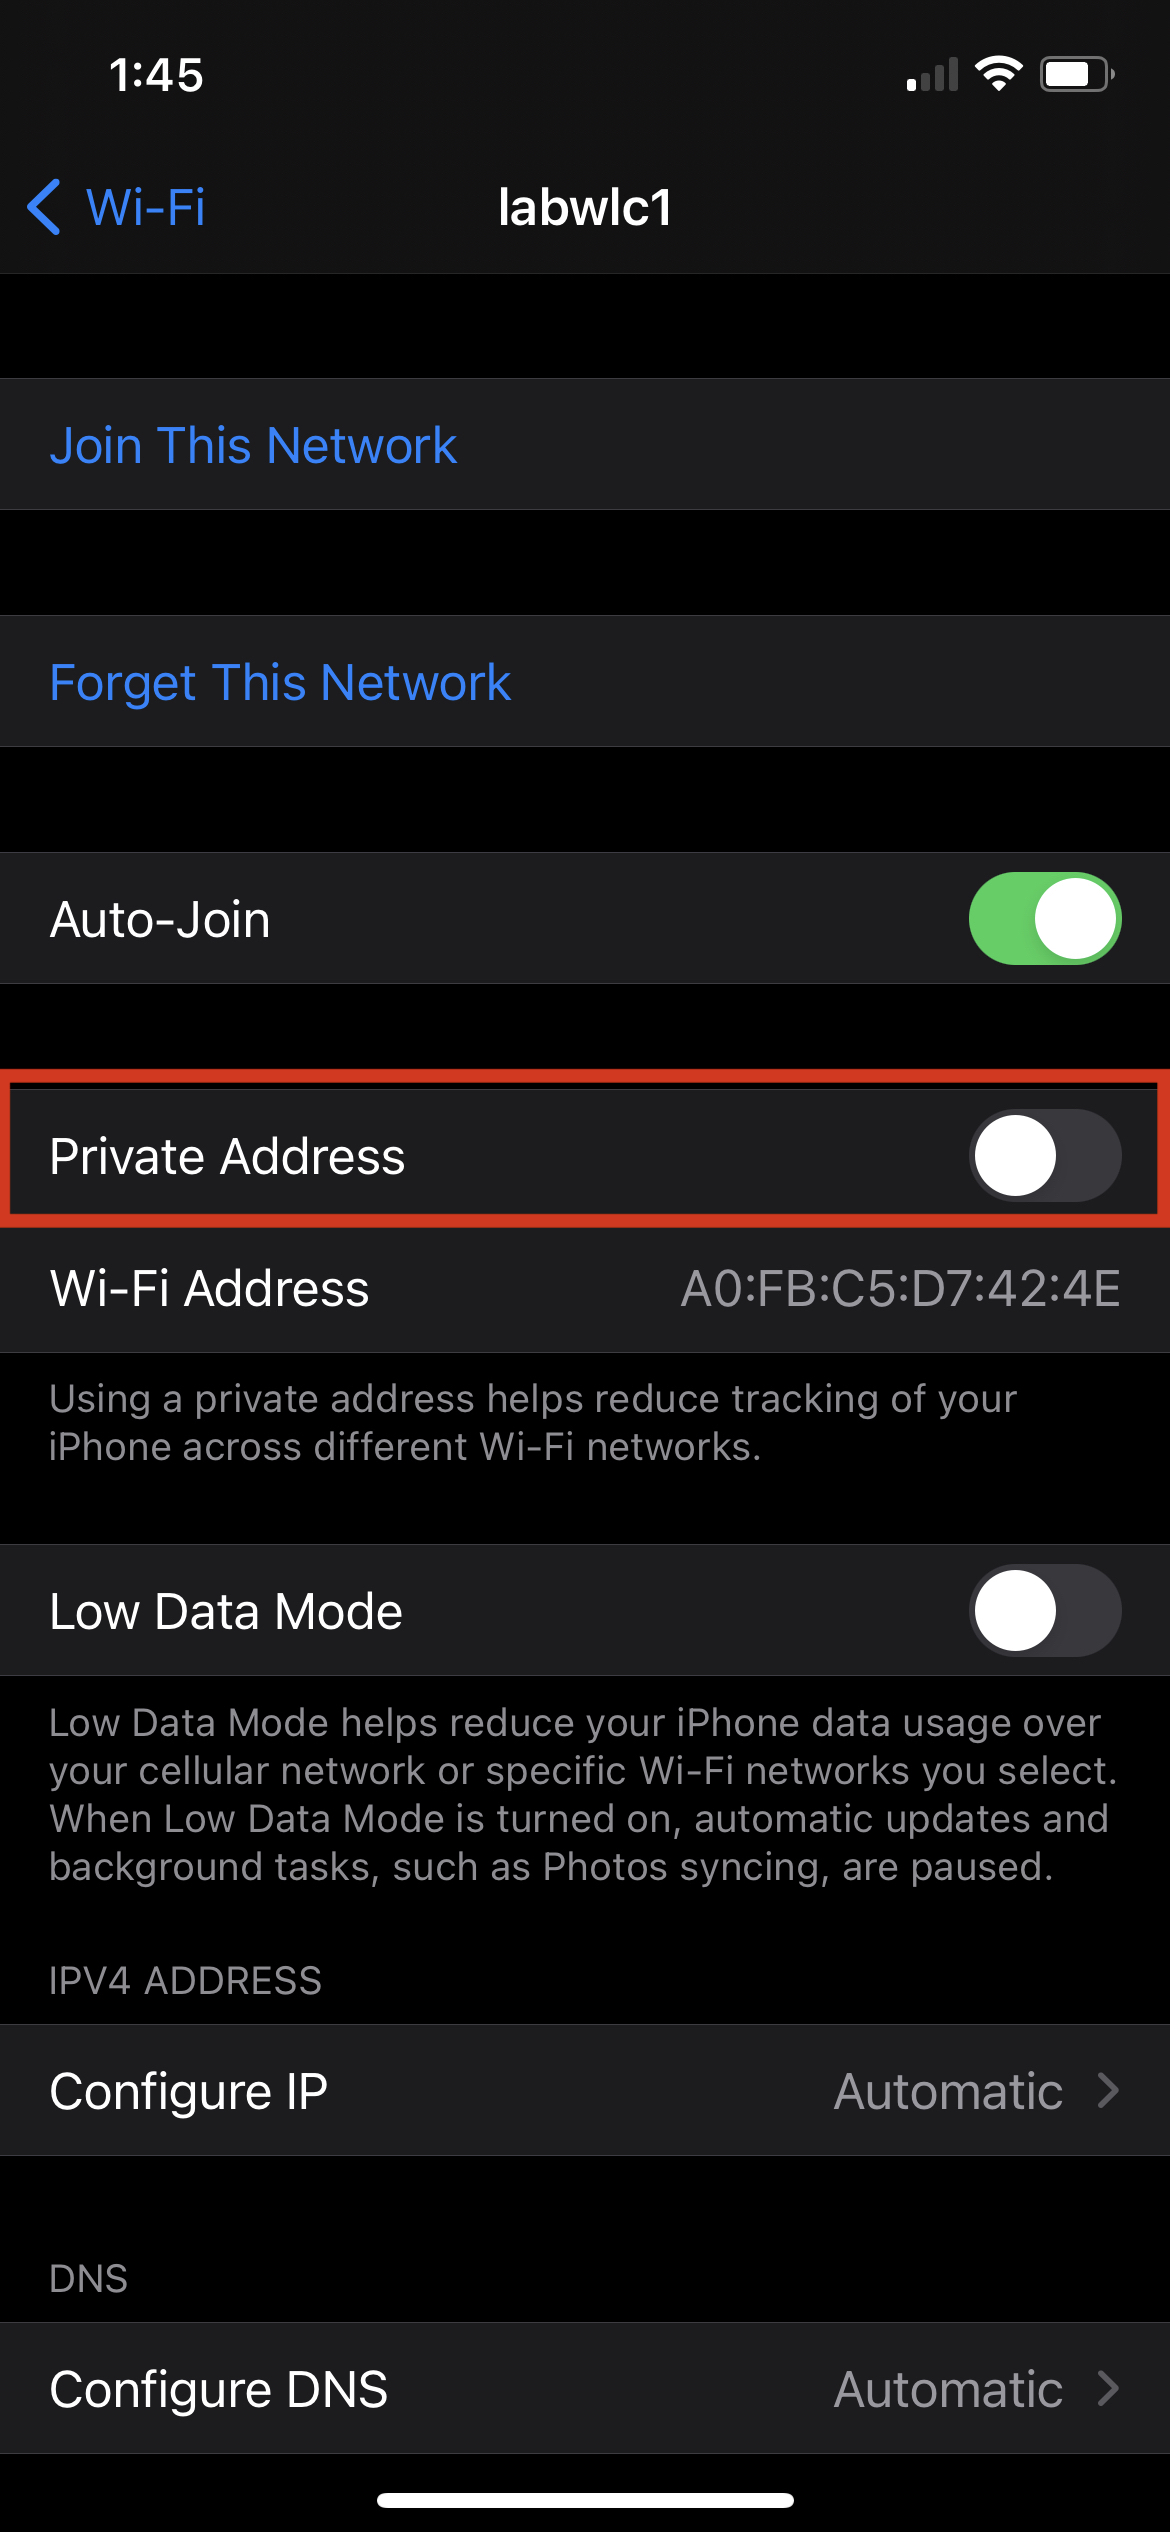 1:45
Wi-Fi
labwlc1
Join This Network
Forget This Network
Auto-Join
Private Address
Wi-Fi Address A0:FB:C5:D7:42:4E
Using a private address helps reduce tracking of your
iPhone across different Wi-Fi networks.
Low Data Mode
Low Data Mode helps reduce your iPhone data usage over
your cellular network or specific Wi-Fi networks you select.
When Low Data Mode is turned on, automatic updates and
background tasks, such as Photos syncing, are paused.
IPV4 ADDRESS
Configure IP Automatic
DNS
Configure DNS Automatic